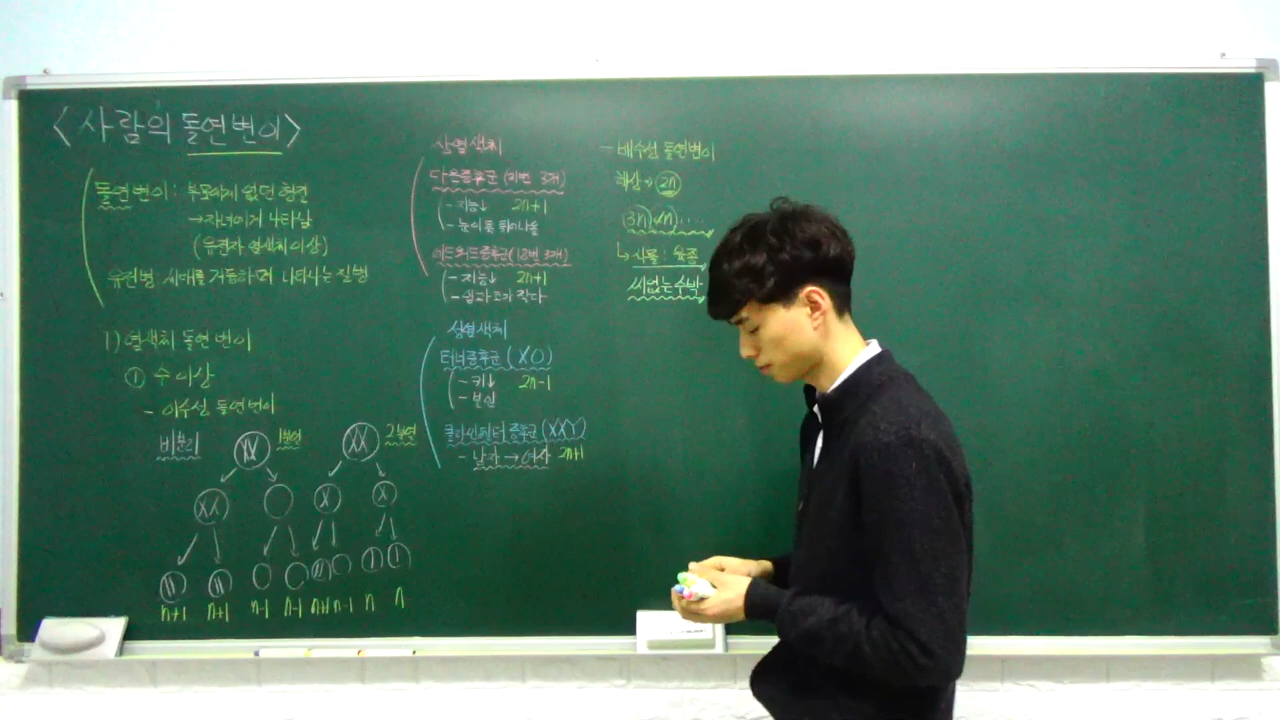 <사람의 돌연변이>
돌연변이: 부모에게 없던 형질
→자녀에게 나타남
(유전자 염색체 이상)
유전병: 세대를 거듭하며 나타나는 질병
1) 염색체 돌연변이
① 수 이상
- 이수성 돌연변이
비분리
XX 1분열
XX 2분열
XX X X
n+1 n+1 n-1 n-1 n+1 n-1 n n
상염색체
다운증후군 (21번 3개)
- 지능↓ 2n+1
- 눈이 툭 튀어나옴
에드워드증후군(18번 3개)
- 지능↓ 2n+1
- 입과 코가 작다
성염색체
터너증후군 (XO)
- 키↓ 2n-1
- 불임
클라인펠터 증후군 (XXY)
- 남자→여자 2n+1
- 배수성 돌연변이
→ 2n
3n 4n ....
↳ 식물: 육종
씨없는 수박